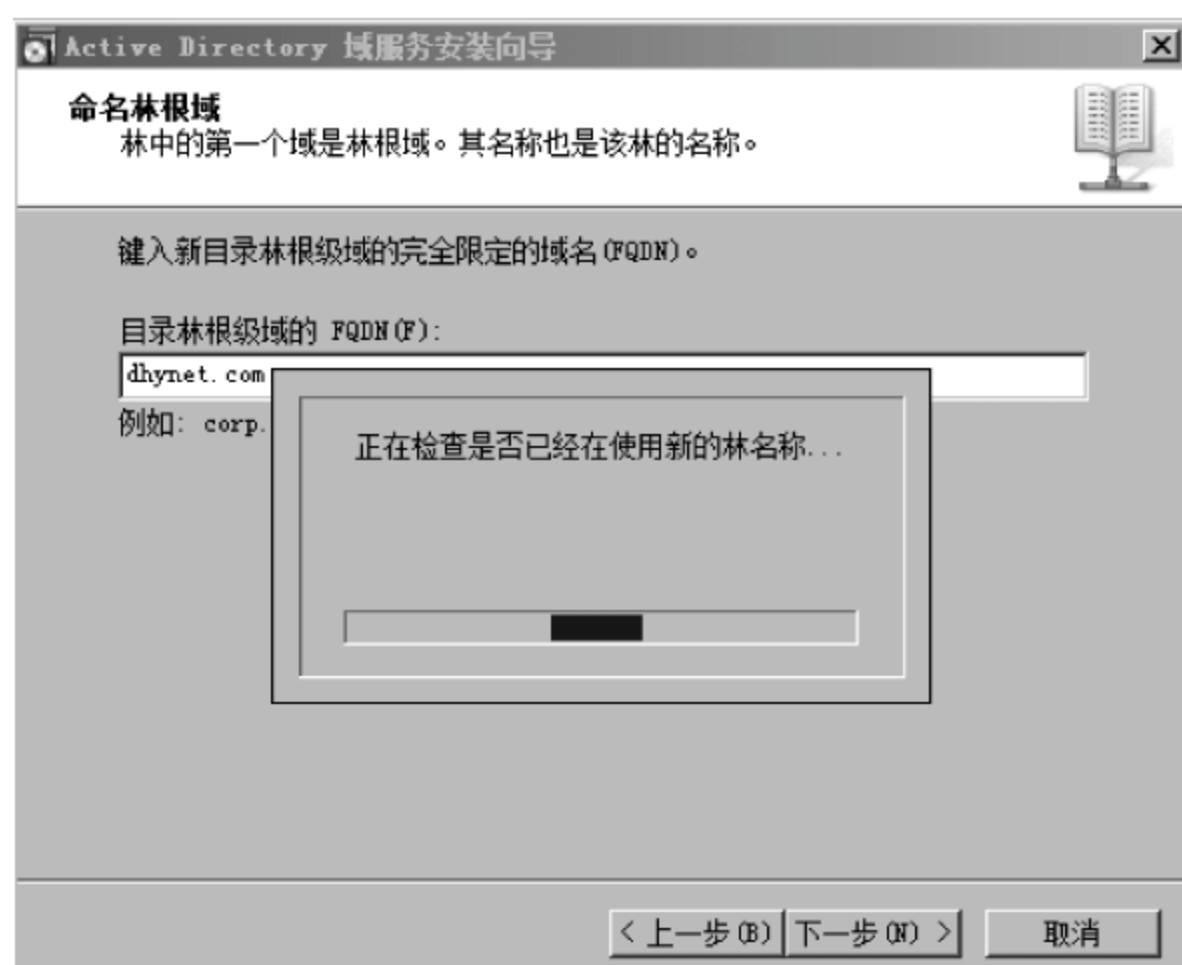 Active Directory 域服务安装向导
命名林根域
林中的第一个域是林根域。其名称也是该林的名称。
键入新目录林根级域的完全限定的域名(FQDN)。
目录林根级域的 FQDN(F):
dhynet.com
例如: corp.
正在检查是否已经在使用新的林名称...
< 上一步(B)
下一步(N) >
取消